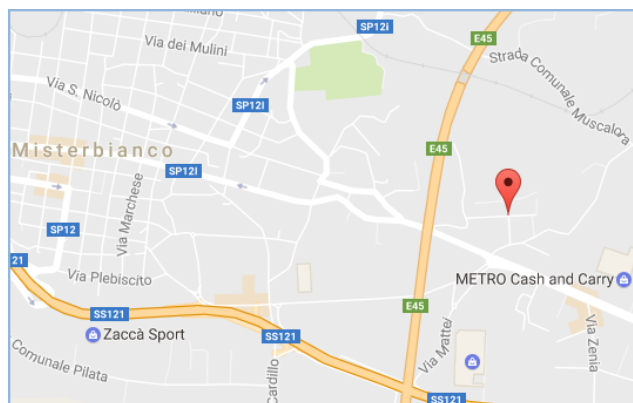 SP12i
Via dei Mulini
E45
Strada Comunale Muscalora
Via S. Nicolò
SP12I
E45
Misterbianco
SP12I
Via Marchese
SP12
21
Via Plebiscito
METRO Cash and Carry
E45
SS121
Zaccà Sport
SS121
Via Mattei
Via Zenia
Comunale Pilata
Cardillo
SS121